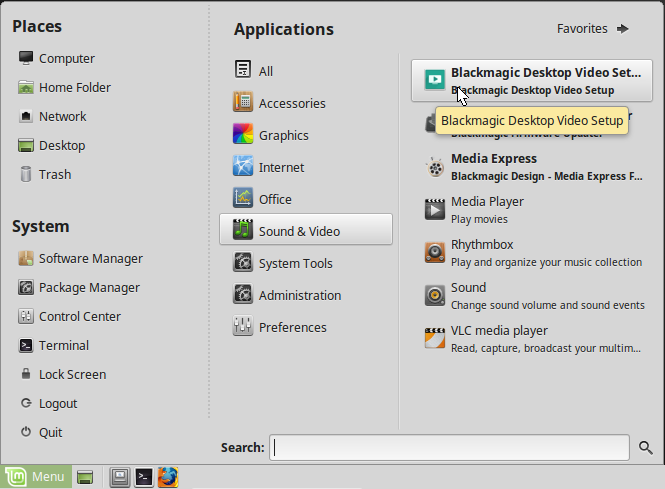 Places
Computer
Home Folder
Network
Desktop
Trash
System
Software Manager
Package Manager
Control Center
Terminal
Lock Screen
Logout
Quit
Applications
Favorites
All
Accessories
Graphics
Internet
Office
Sound & Video
System Tools
Administration
Preferences
Blackmagic Desktop Video Set...
Blackmagic Desktop Video Setup
Blackmagic Desktop Video Setup
Media Express
Blackmagic Design - Media Express F...
Media Player
Play movies
Rhythmbox
Play and organize your music collection
Sound
Change sound volume and sound events
VLC media player
Read, capture, broadcast your multim...
Search:
Menu